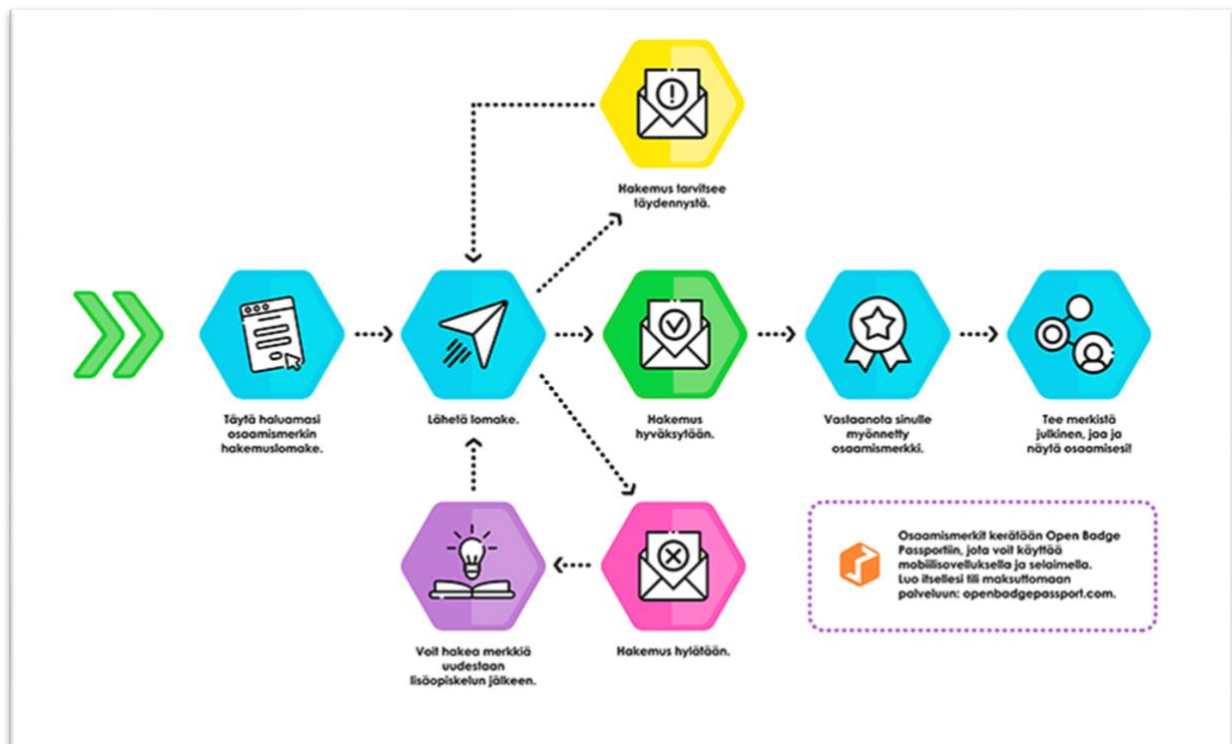 Hakemus tarvitsee
täydennystä.
Täytä haluamasi
osaamismerkin
hakemuslomake.
Lähetä lomake.
Hakemus
hyväksytään.
Vastaanota sinulle
myönnetty
osaamismerkki.
Tee merkistä
julkinen, jaa ja
näytä osaamisesi!
Voit hakea merkkiä
uudestaan
lisäopiskelun jälkeen.
Hakemus hylätään.
Osaamismerkit kerätään Open Badge
Passportiin, jota voit käyttää
mobiilisovelluksella ja selaimella.
Luo itsellesi tili maksuttomaan
palveluun: openbadgepassport.com.